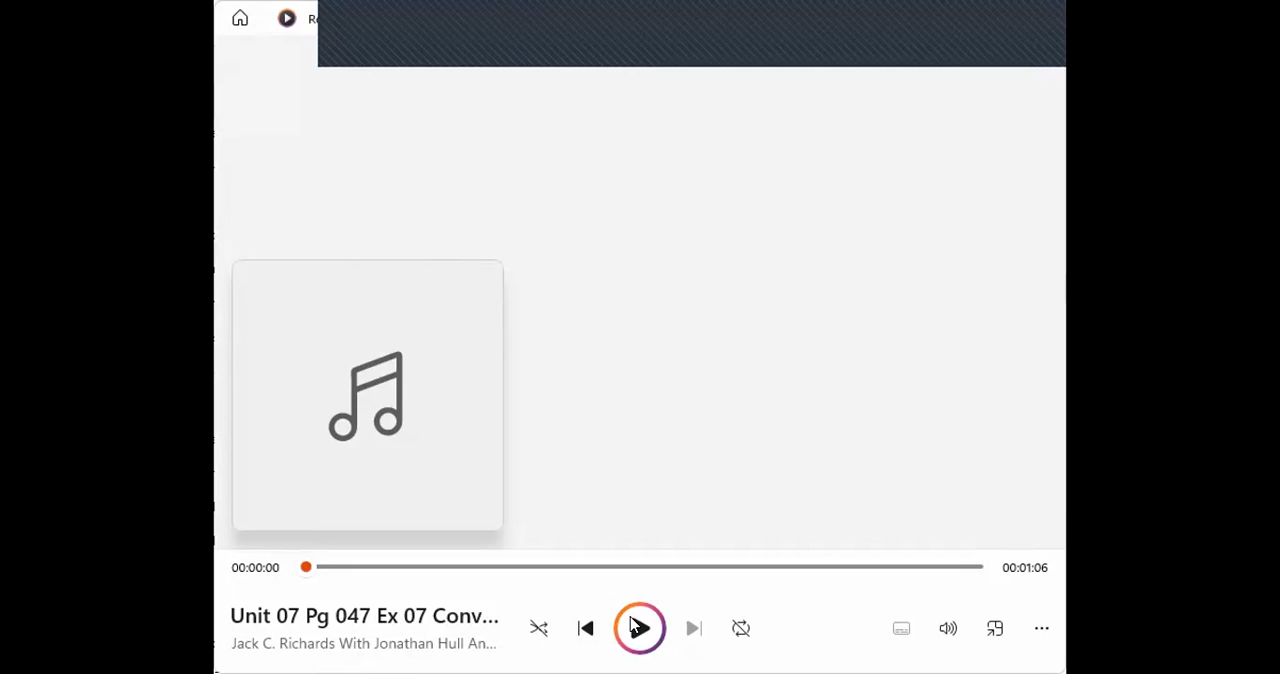 00:00:00
00:01:06
Unit 07 Pg 047 Ex 07 Conv...
Jack C. Richards With Jonathan Hull An...